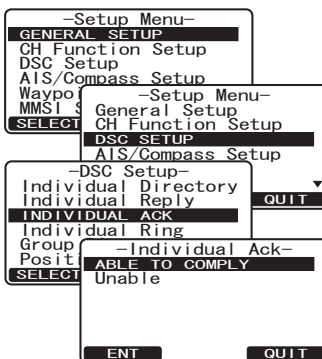 —Setup Menu—
GENERAL SETUP
CH Function Setup
DSC Setup
AIS/Compass Setup
SELECT
—Setup Menu—
General Setup
CH Function Setup
DSC SETUP
AIS/Compass Setup
▼
QUIT
—DSC Setup—
Individual Directory
Individual Reply
INDIVIDUAL ACK
Individual Ring
Group
SELECT
—Individual Ack—
ABLE TO COMPLY
Unable
ENT QUIT